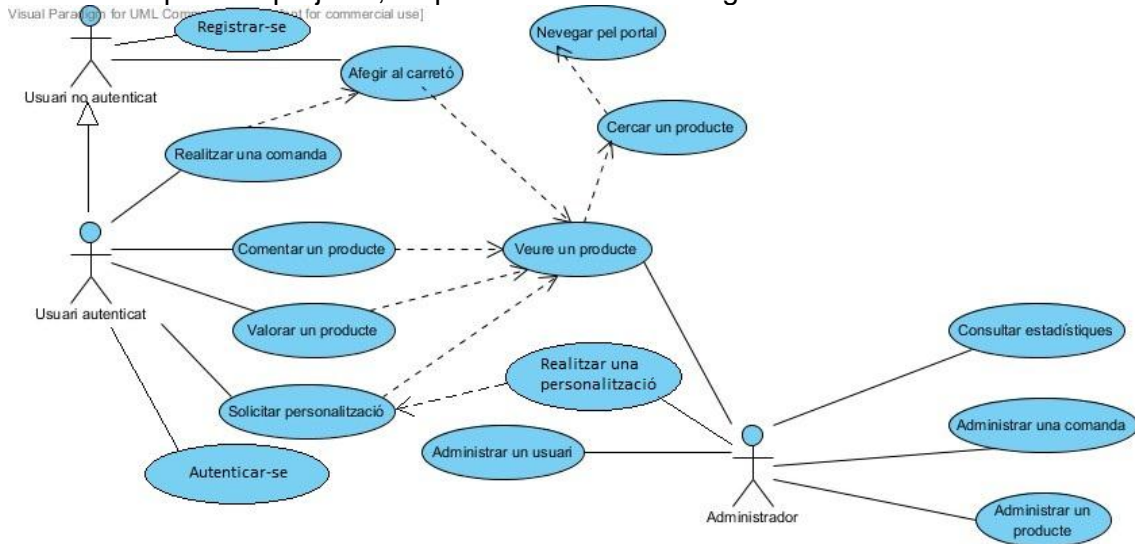 Visual Paradigm for UML Com for commercial use]
Registrar-se
Nevegar pel portal
Afegir al carretó
Usuari no autenticat
Cercar un producte
Realitzar una comanda
Comentar un producte
Veure un producte
Usuari autenticat
Valorar un producte
Consultar estadístiques
Realitzar una
personalització
Solicitar personalització
Administrar una comanda
Administrar un usuari
Autenticar-se
Administrador
Administrar un
producte